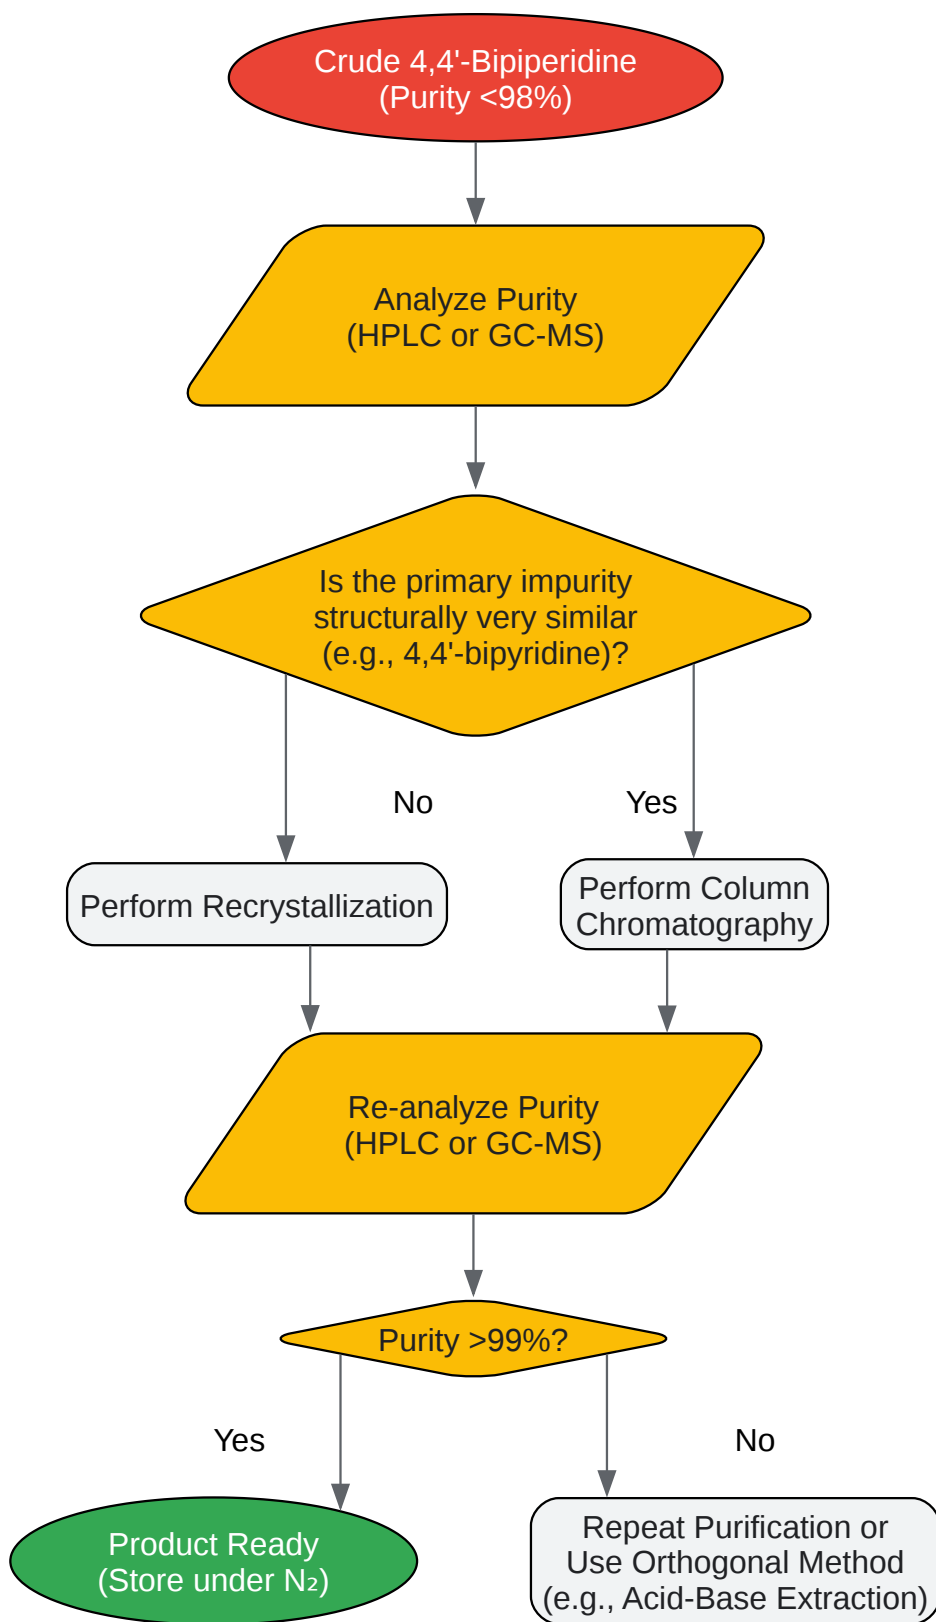 Crude 4,4'-Bipiperidine
(Purity <98%)
Analyze Purity
(HPLC or GC-MS)
Is the primary impurity
structurally very similar
(e.g., 4,4'-bipyridine)?
No
Yes
Perform Recrystallization
Perform Column
Chromatography
Re-analyze Purity
(HPLC or GC-MS)
Purity >99%?
Yes
No
Product Ready
(Store under N₂)
Repeat Purification or
Use Orthogonal Method
(e.g., Acid-Base Extraction)